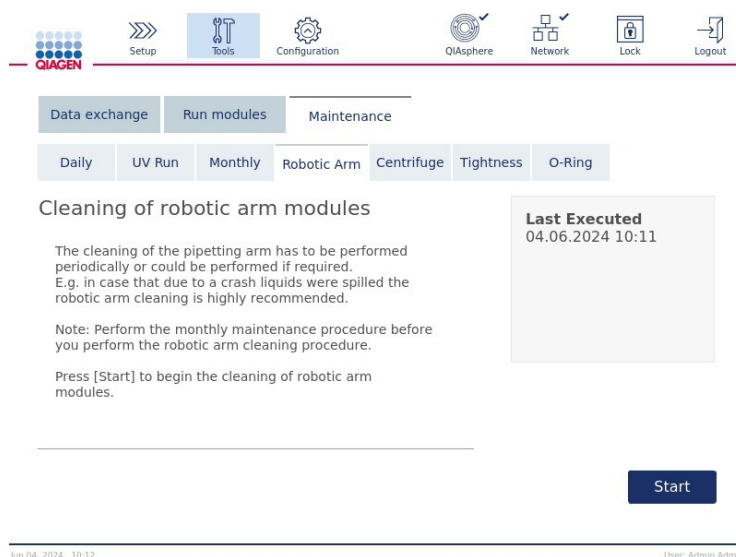 QIAGEN
Setup
Tools
Configuration
QIAsphere
Network
Lock
Logout
Data exchange
Run modules
Maintenance
Daily
UV Run
Monthly
Robotic Arm
Centrifuge
Tightness
O-Ring
Cleaning of robotic arm modules
The cleaning of the pipetting arm has to be performed
periodically or could be performed if required.
E.g. in case that due to a crash liquids were spilled the
robotic arm cleaning is highly recommended.
Note: Perform the monthly maintenance procedure before
you perform the robotic arm cleaning procedure.
Press [Start] to begin the cleaning of robotic arm
modules.
Last Executed
04.06.2024 10:11
Start
Jun 04, 2024 10:12
User: Admin Adm